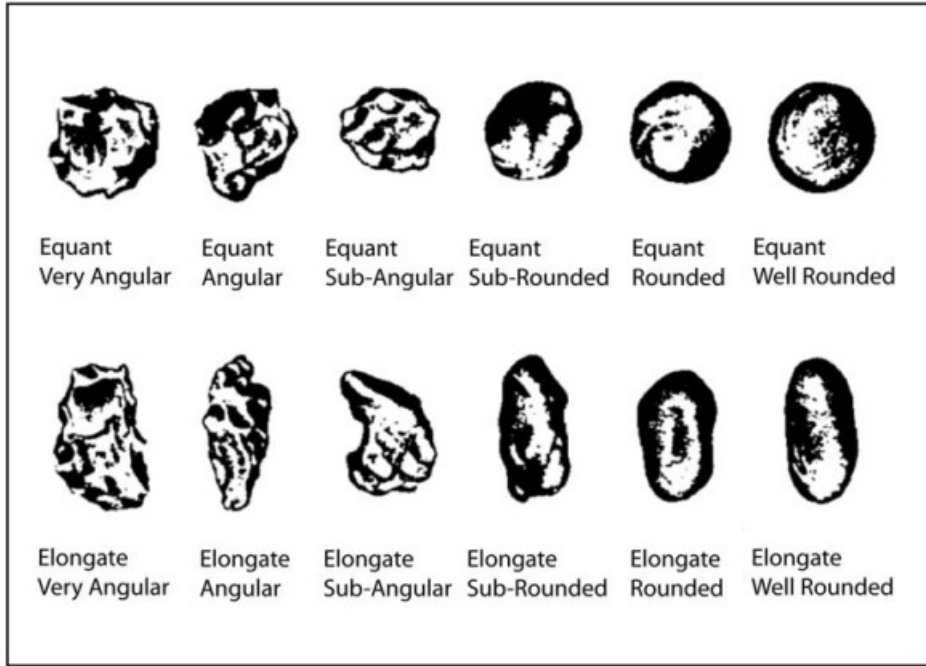 Equant
Very Angular
Equant
Angular
Equant
Sub-Angular
Equant
Sub-Rounded
Equant
Rounded
Equant
Well Rounded
Elongate
Very Angular
Elongate
Angular
Elongate
Sub-Angular
Elongate
Sub-Rounded
Elongate
Rounded
Elongate
Well Rounded